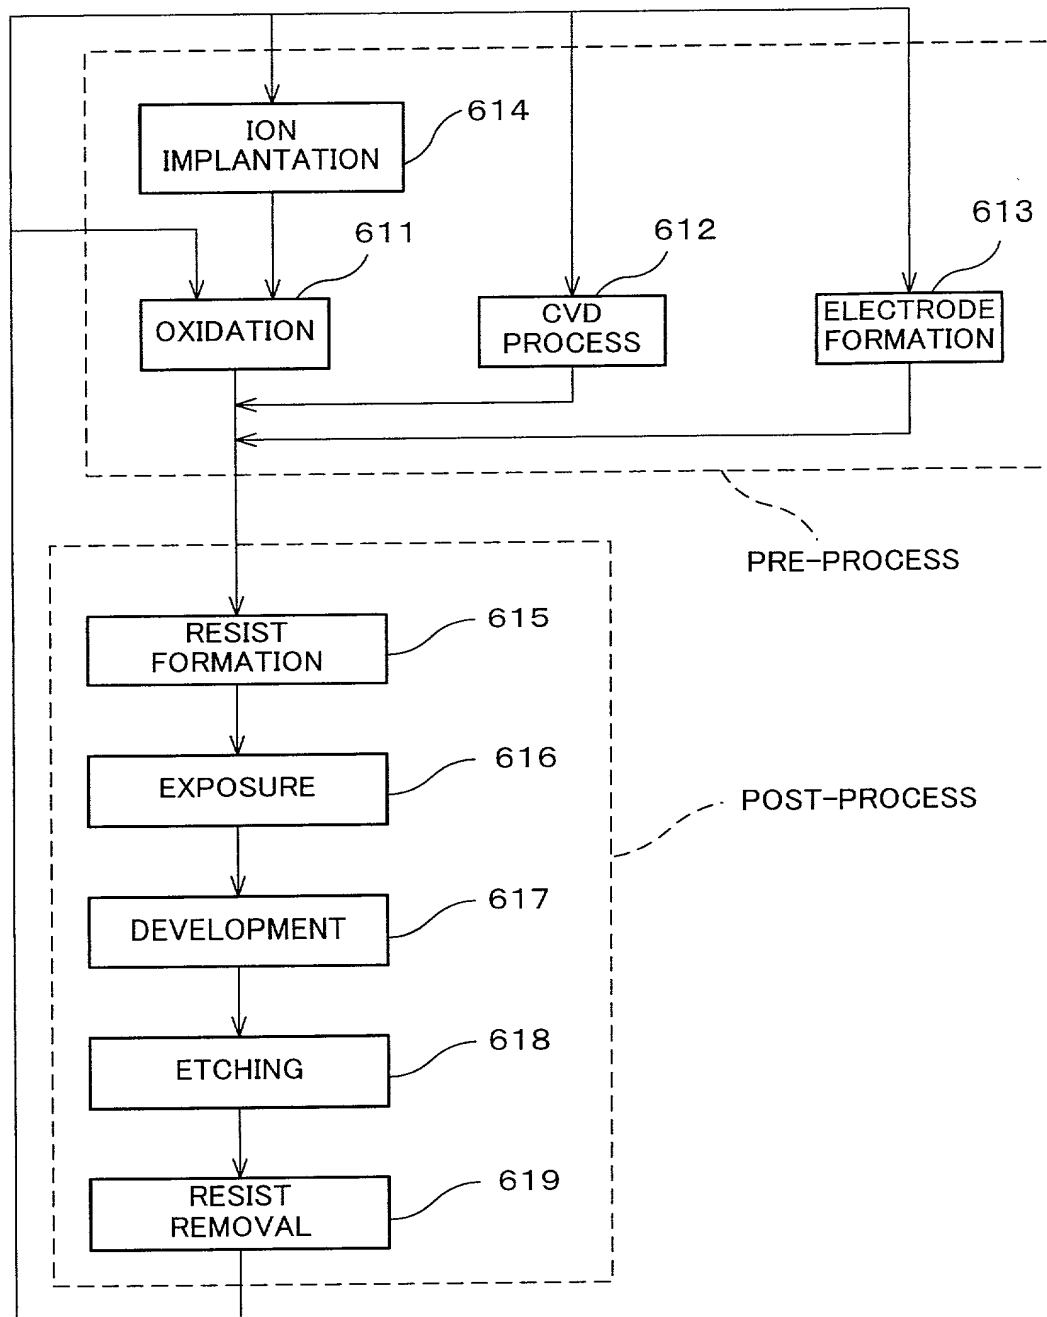 614
ION
IMPLANTATION
613
611
612
OXIDATION
CVD
PROCESS
ELECTRODE
FORMATION
PRE-PROCESS
615
RESIST
FORMATION
616
EXPOSURE
POST-PROCESS
617
DEVELOPMENT
618
ETCHING
619
RESIST
REMOVAL